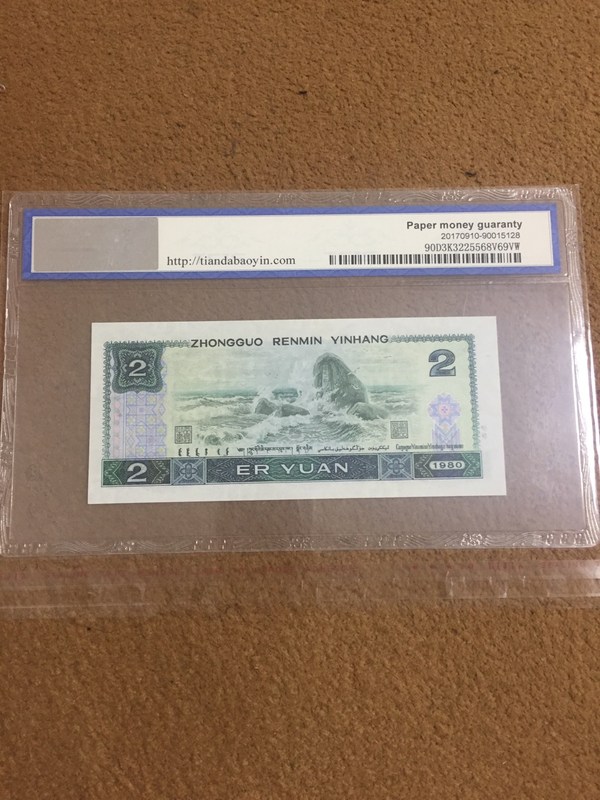 Paper money guaranty
20170910-90015128
90D3K3225568V69VW
http://tiandabaoyin.com
ZHONGGUO RENMIN YINHANG
2 2
2 ER YUAN 1980